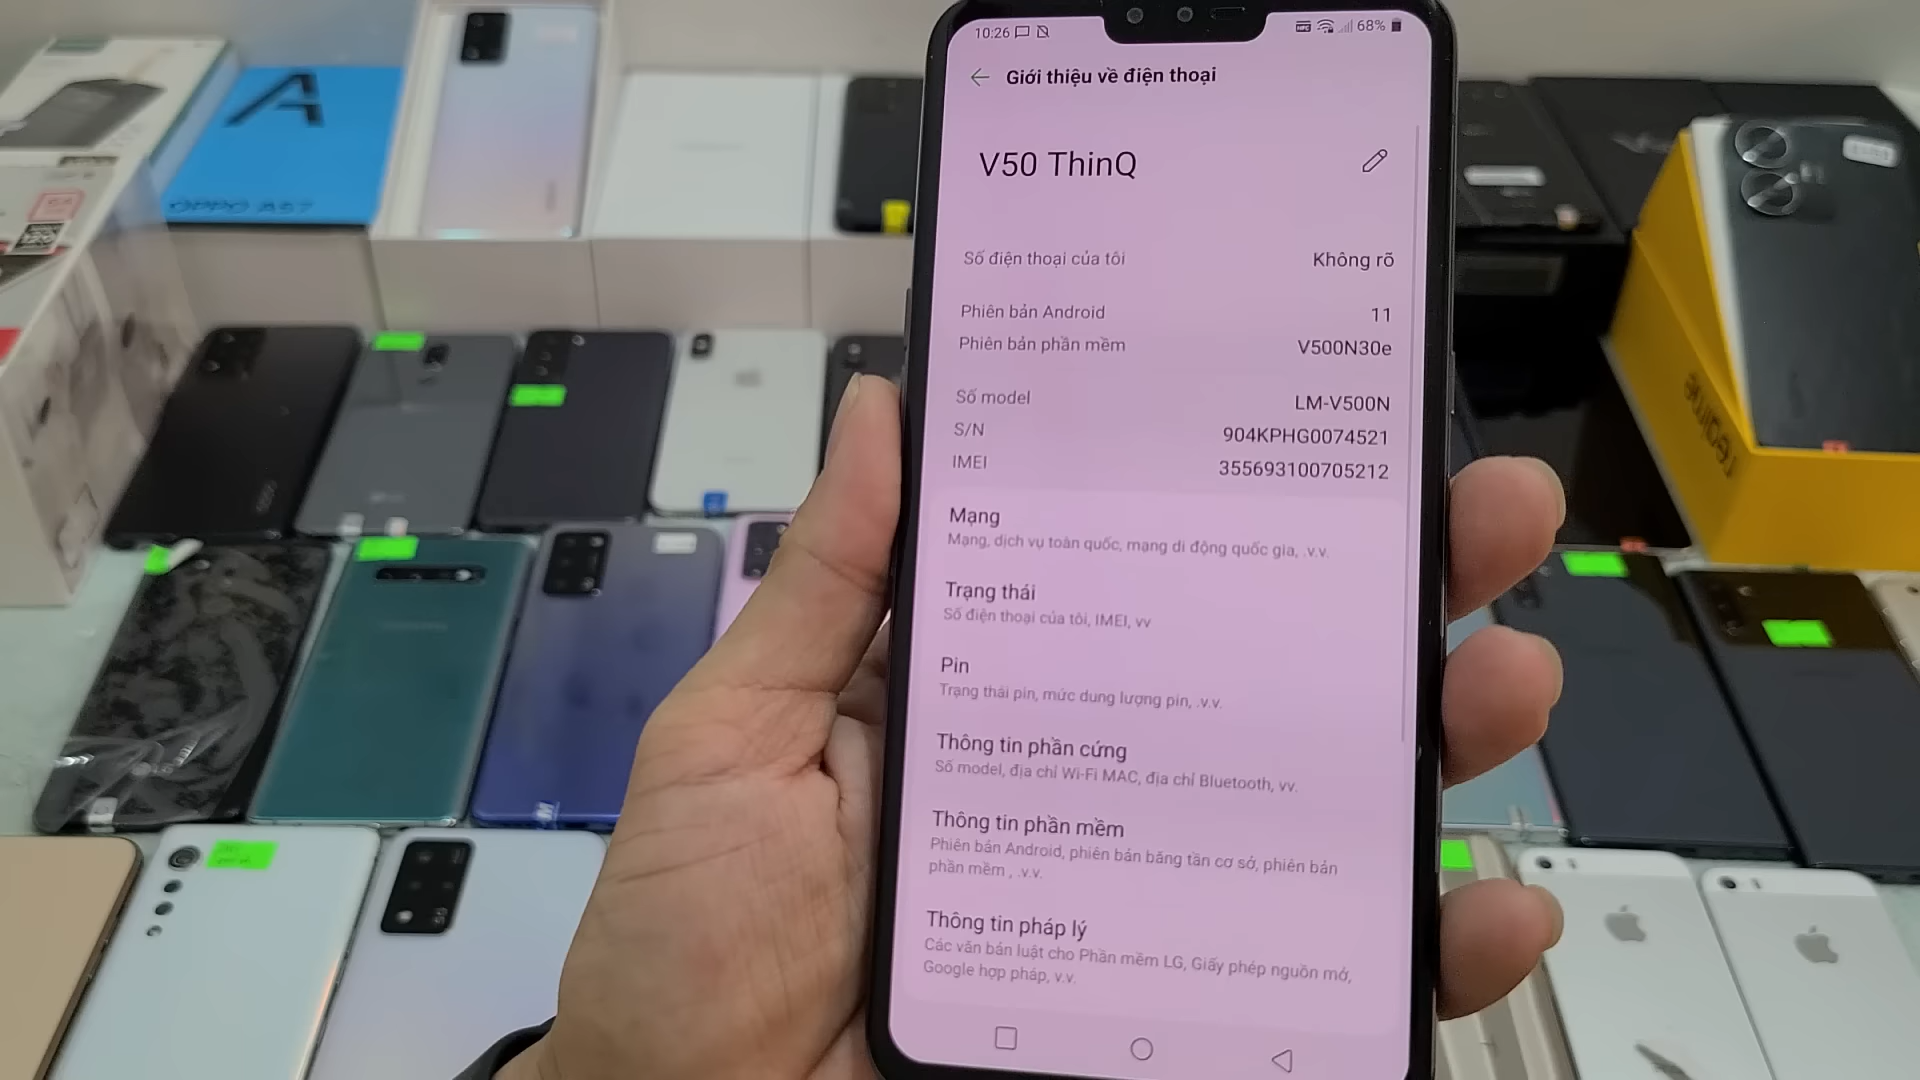 10:26
68%
Giới thiệu về điện thoại
V50 ThinQ
Số điện thoại của tôi Không rõ
Phiên bản Android 11
Phiên bản phần mềm V500N30e
Số model LM-V500N
S/N 904KPHG0074521
IMEI 355693100705212
Mạng
Mạng, dịch vụ toàn quốc, mạng di động quốc gia, .v.v.
Trạng thái
Số điện thoại của tôi, IMEI, vv
Pin
Trạng thái pin, mức dung lượng pin, .v.v.
Thông tin phần cứng
Số model, địa chỉ Wi-Fi MAC, địa chỉ Bluetooth, vv.
Thông tin phần mềm
Phiên bản Android, phiên bản băng tần cơ sở, phiên bản
phần mềm , .v.v.
Thông tin pháp lý
Các văn bản luật cho Phần mềm LG, Giấy phép nguồn mở,
Google hợp pháp, v.v.
A
OPPO A57
realme